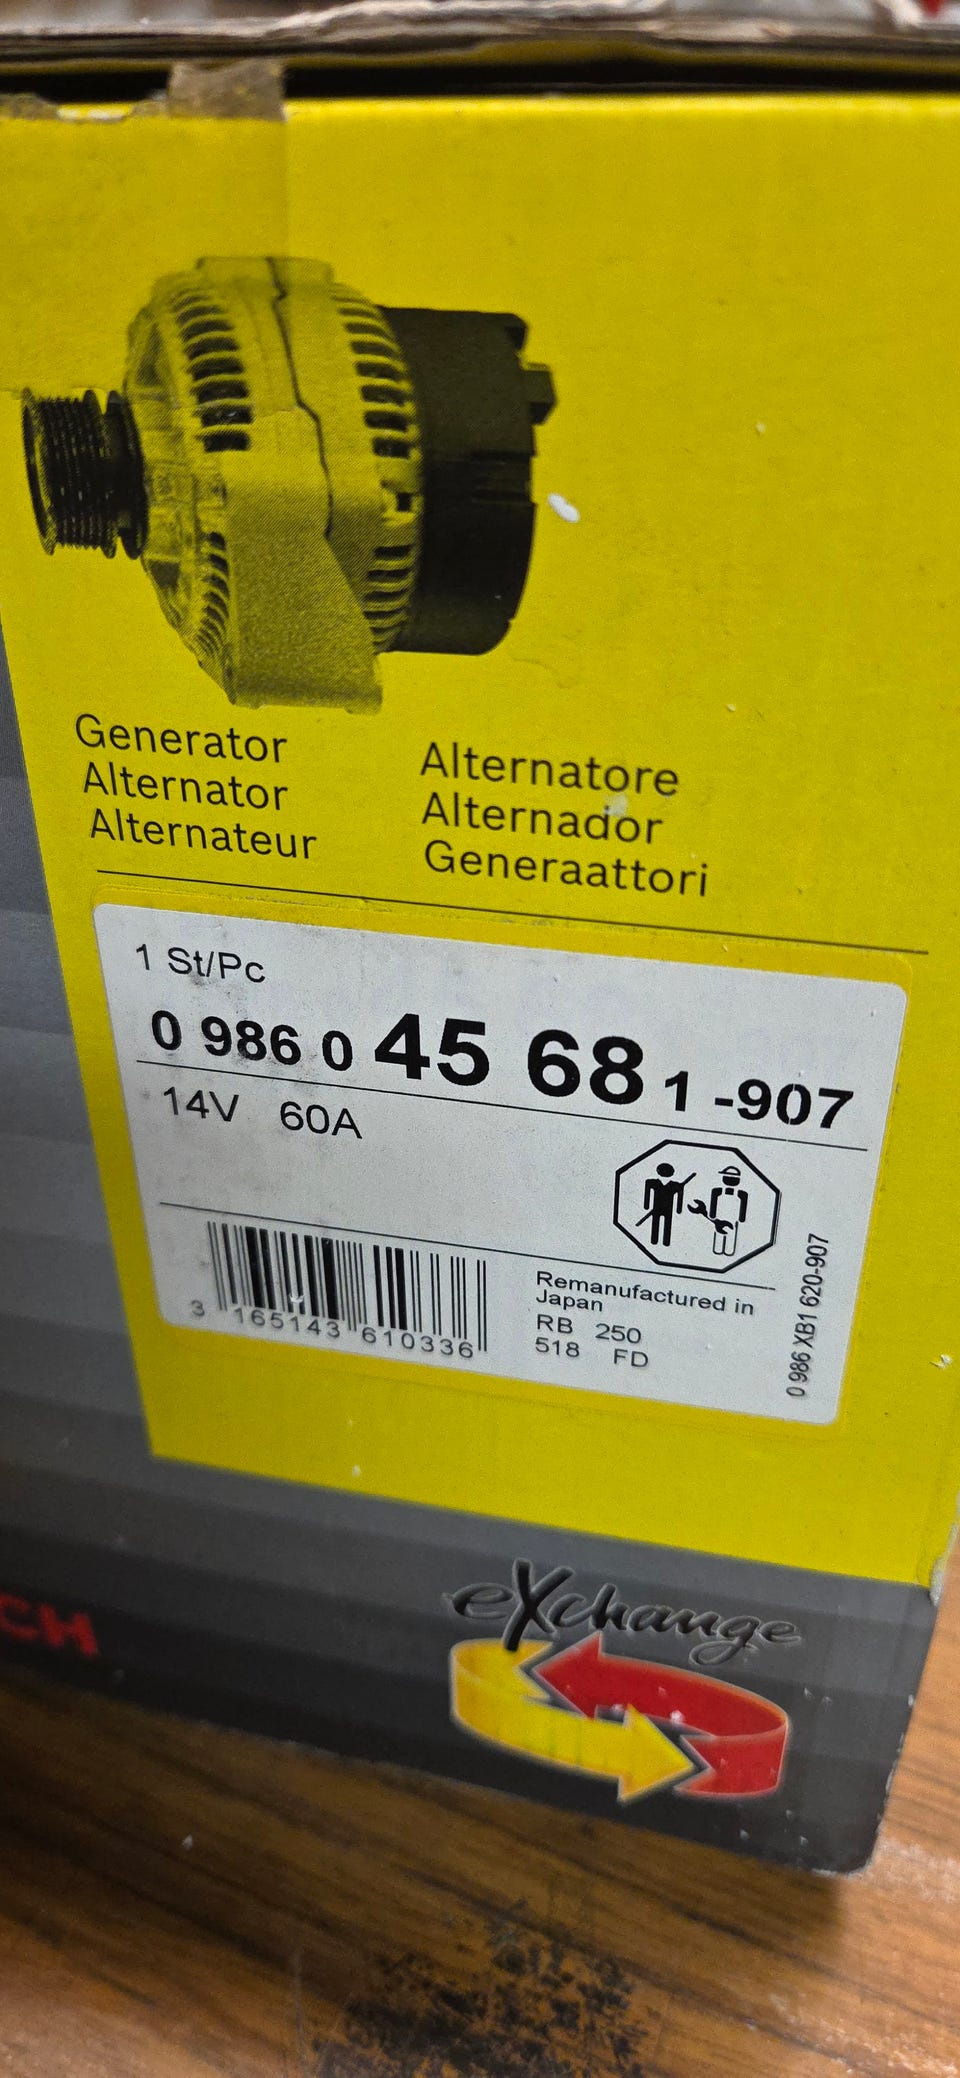 Generator
Alternator
Alternateur
Alternatore
Alternador
Generaattori
1 St/Pc
0 986 0 45 68 1 -907
14V 60A
3 165143 610336
Remanufactured in
Japan
RB 250
518 FD
0 986 XB1 620-907
CH
eXchange